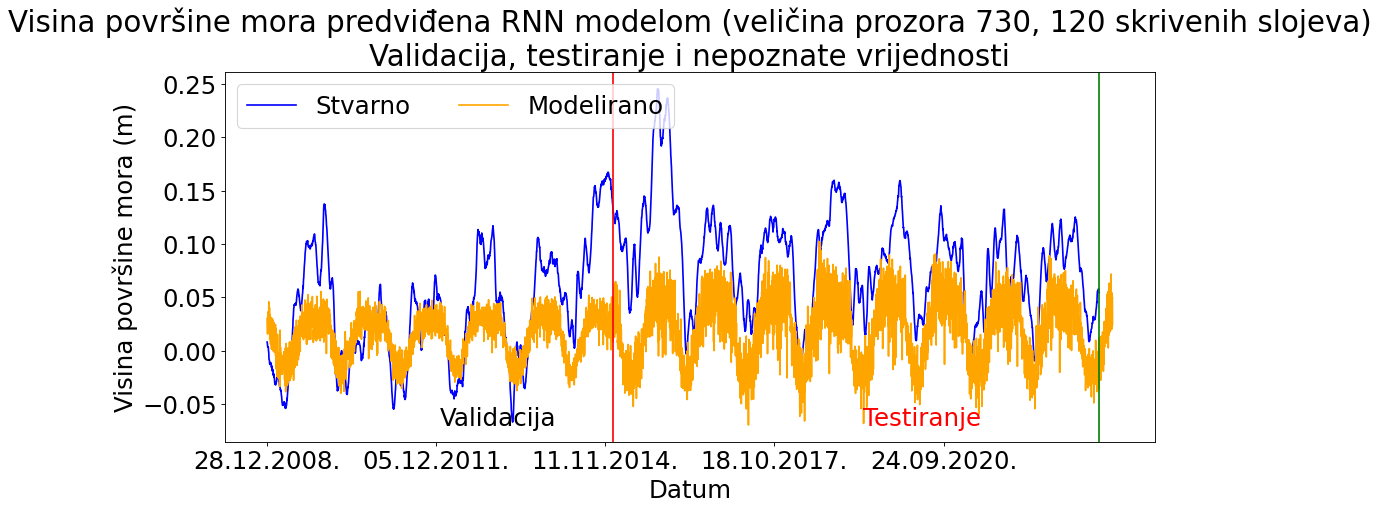 Visina površine mora predviđena RNN modelom (veličina prozora 730, 120 skrivenih slojeva)
Validacija, testiranje i nepoznate vrijednosti
Stvarno
Modelirano
Visina površine mora (m)
0.25
0.20
0.15
0.10
0.05
0.00
−0.05
Validacija
Testiranje
28.12.2008.
05.12.2011.
11.11.2014.
18.10.2017.
24.09.2020.
Datum